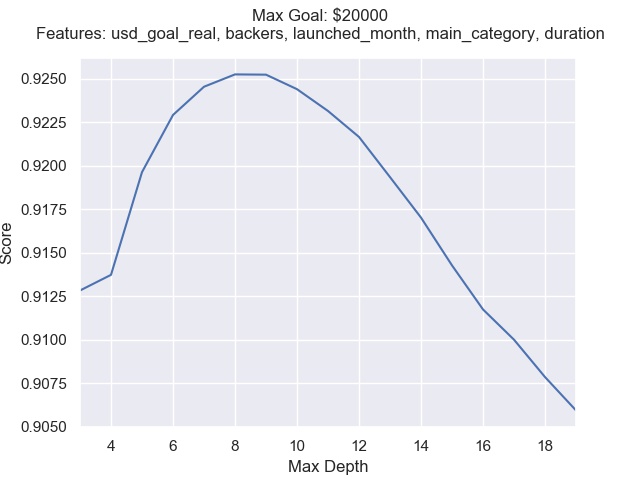 Max Goal: $20000
Features: usd_goal_real, backers, launched_month, main_category, duration
0.9250
0.9225
0.9200
0.9175
0.9150
0.9125
0.9100
0.9075
0.9050
Score
4 6 8 10 12 14 16 18
Max Depth